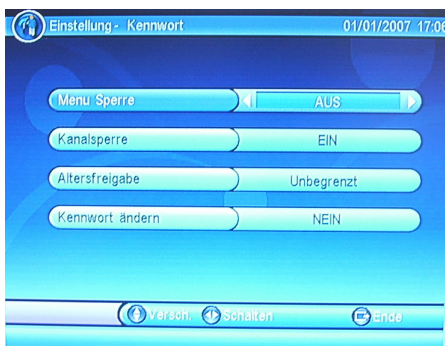 Einstellung - Kennwort 01/01/2007 17:06
Menu Sperre AUS
Kanalsperre EIN
Altersfreigabe Unbegrenzt
Kennwort ändern NEIN
Versch. Schalten Ende